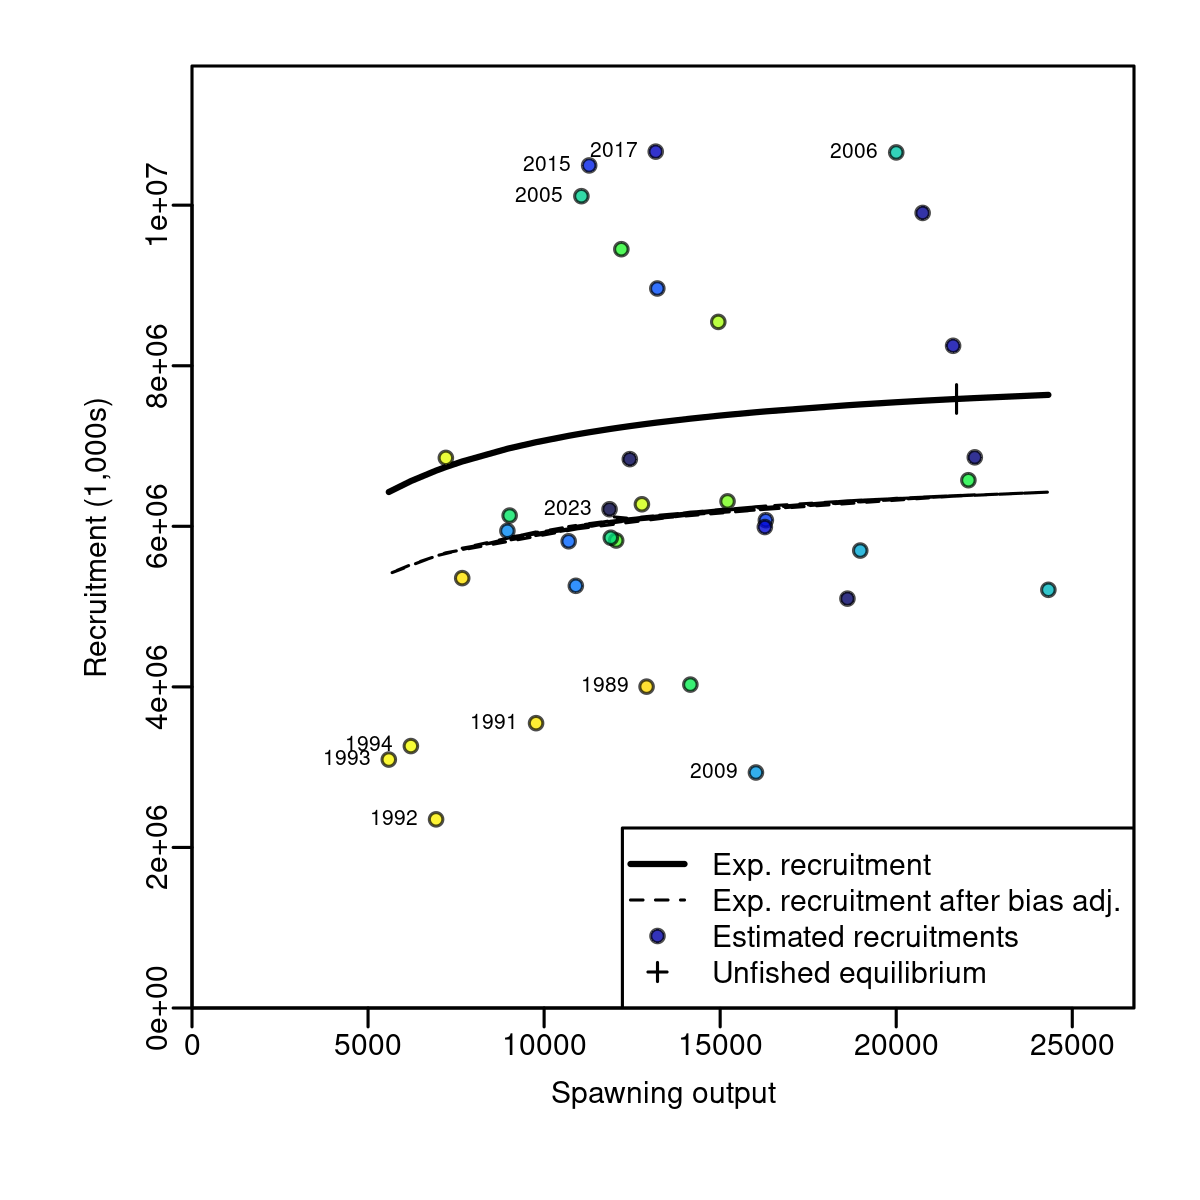 2017
2015
2006
2005
1e+07
8e+06
6e+06
4e+06
2e+06
0e+00
Recruitment (1,000s)
2023
1989
1991
1994
1993
2009
1992
Exp. recruitment
Exp. recruitment after bias adj.
Estimated recruitments
Unfished equilibrium
0 5000 10000 15000 20000 25000
Spawning output